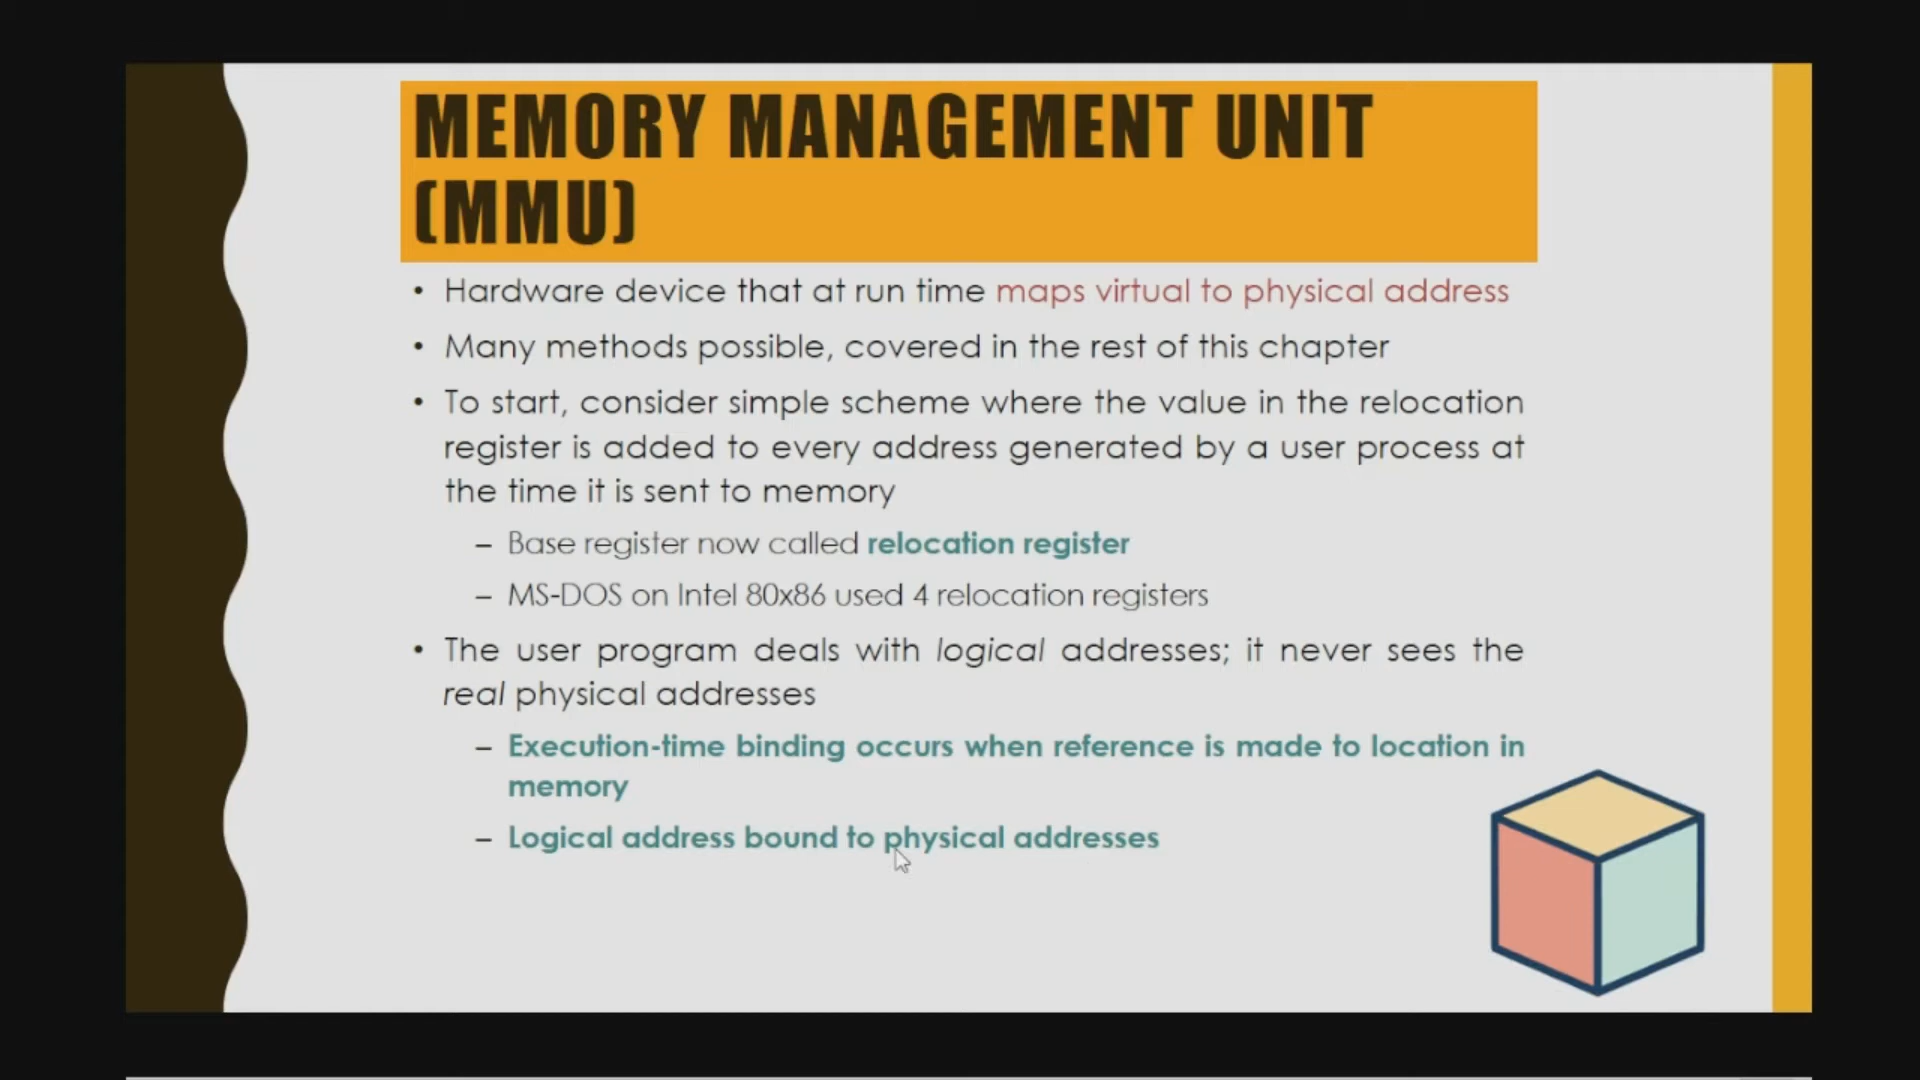 MEMORY MANAGEMENT UNIT
(MMU)
• Hardware device that at run time maps virtual to physical address
• Many methods possible, covered in the rest of this chapter
• To start, consider simple scheme where the value in the relocation
register is added to every address generated by a user process at
the time it is sent to memory
– Base register now called relocation register
– MS-DOS on Intel 80x86 used 4 relocation registers
• The user program deals with logical addresses; it never sees the
real physical addresses
– Execution-time binding occurs when reference is made to location in
memory
– Logical address bound to physical addresses